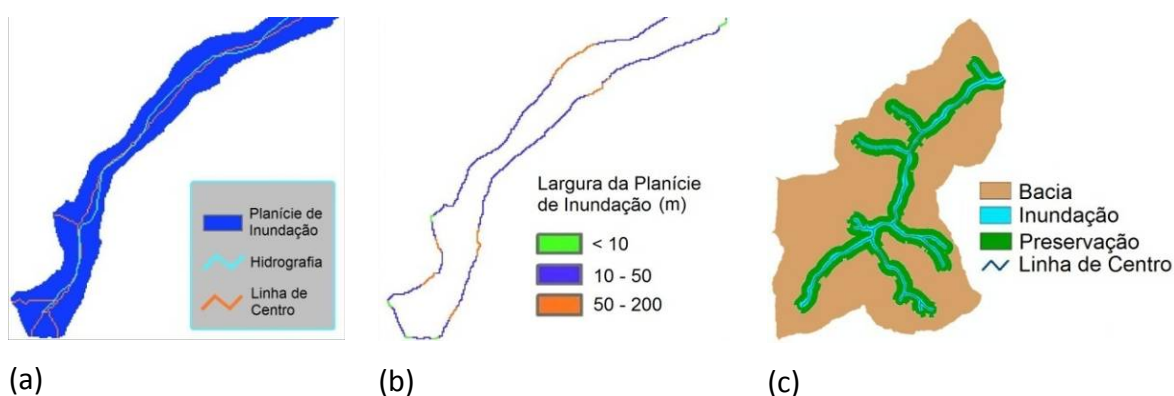 Planície de
Inundação
Hidrografia
Linha de
Centro
(a)
Largura da Planície
de Inundação (m)
< 10
10 - 50
50 - 200
(b)
Bacia
Inundação
Preservação
Linha de Centro
(c)